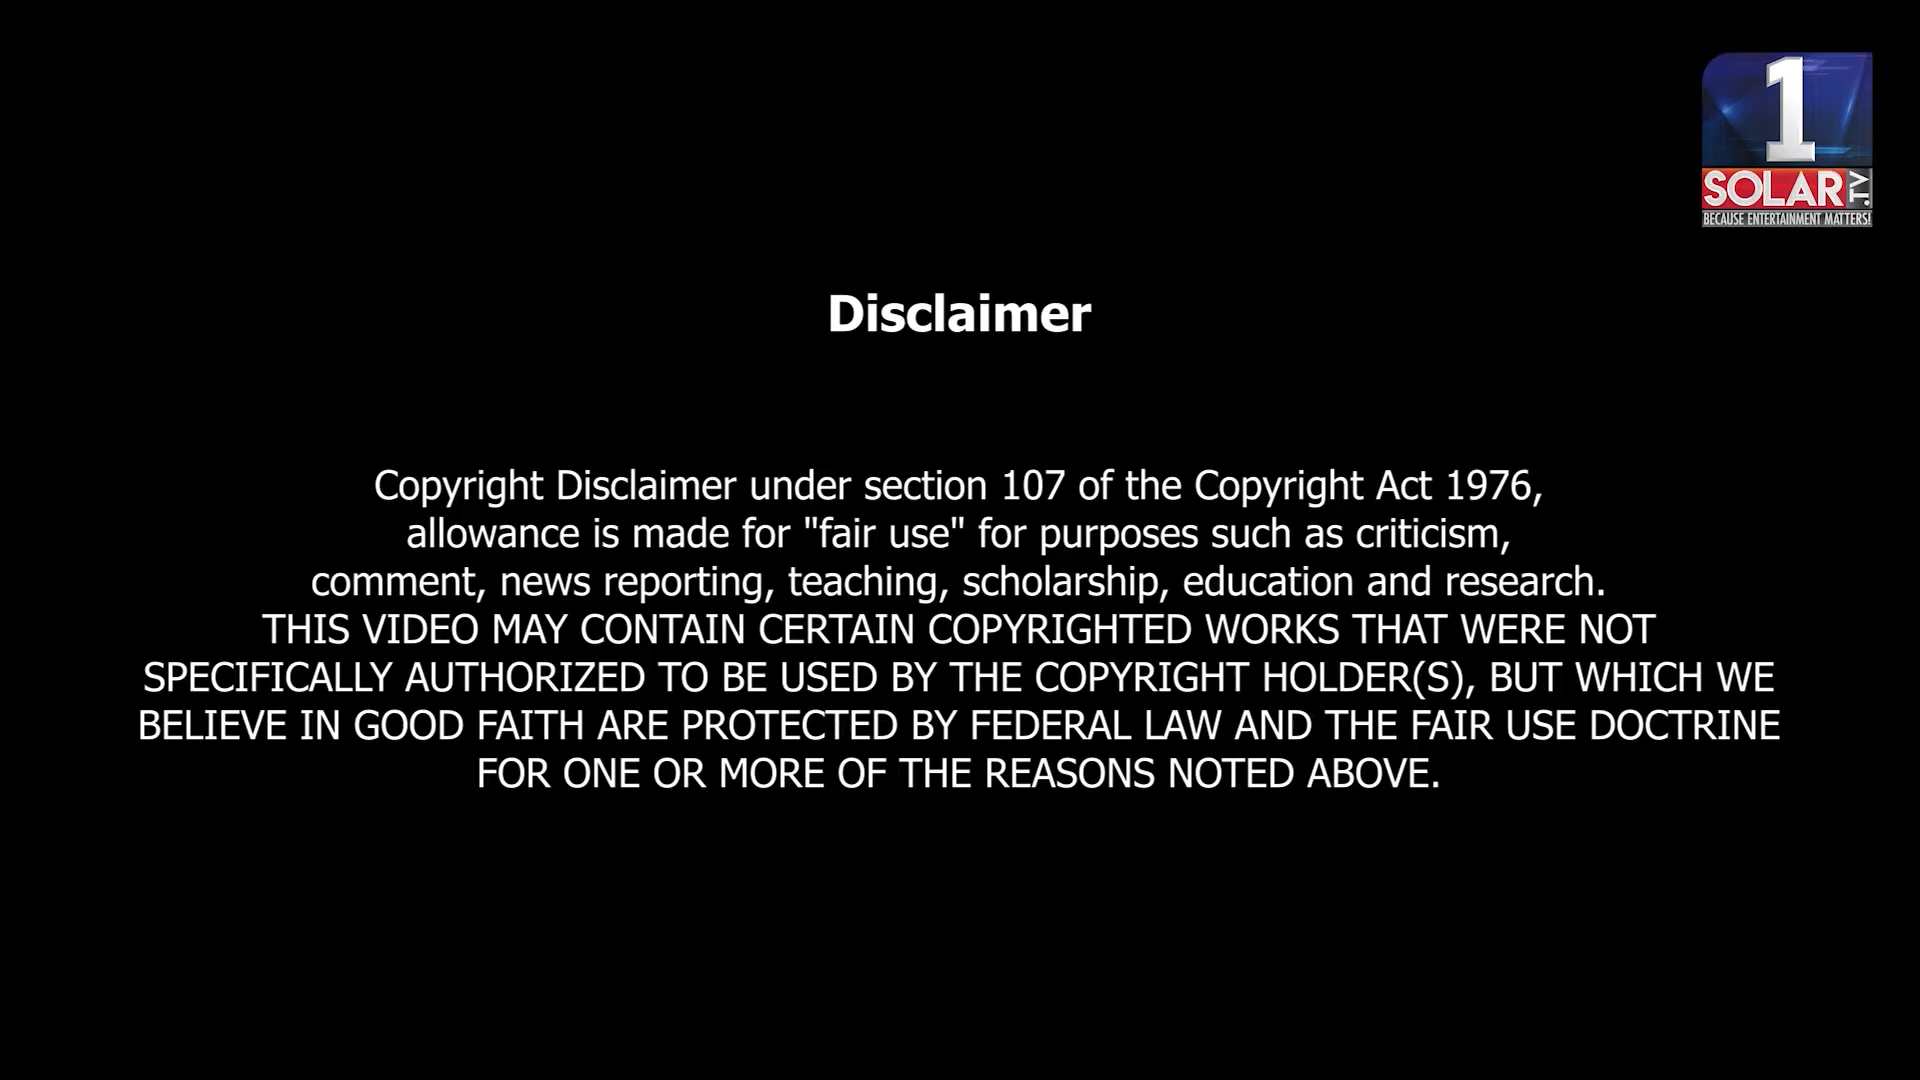 1
SOLAR.TV
BECAUSE ENTERTAINMENT MATTERS!
Disclaimer
Copyright Disclaimer under section 107 of the Copyright Act 1976,
allowance is made for "fair use" for purposes such as criticism,
comment, news reporting, teaching, scholarship, education and research.
THIS VIDEO MAY CONTAIN CERTAIN COPYRIGHTED WORKS THAT WERE NOT
SPECIFICALLY AUTHORIZED TO BE USED BY THE COPYRIGHT HOLDER(S), BUT WHICH WE
BELIEVE IN GOOD FAITH ARE PROTECTED BY FEDERAL LAW AND THE FAIR USE DOCTRINE
FOR ONE OR MORE OF THE REASONS NOTED ABOVE.